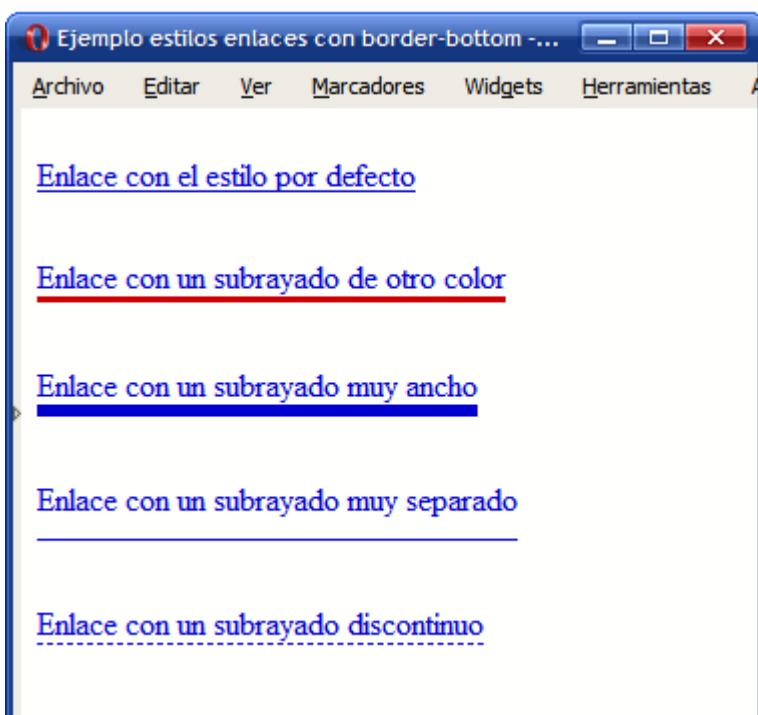 Ejemplo estilos enlaces con border-bottom -...
Archivo Editar Ver Marcadores Widgets Herramientas
Enlace con el estilo por defecto
Enlace con un subrayado de otro color
Enlace con un subrayado muy ancho
Enlace con un subrayado muy separado
Enlace con un subrayado discontinuo